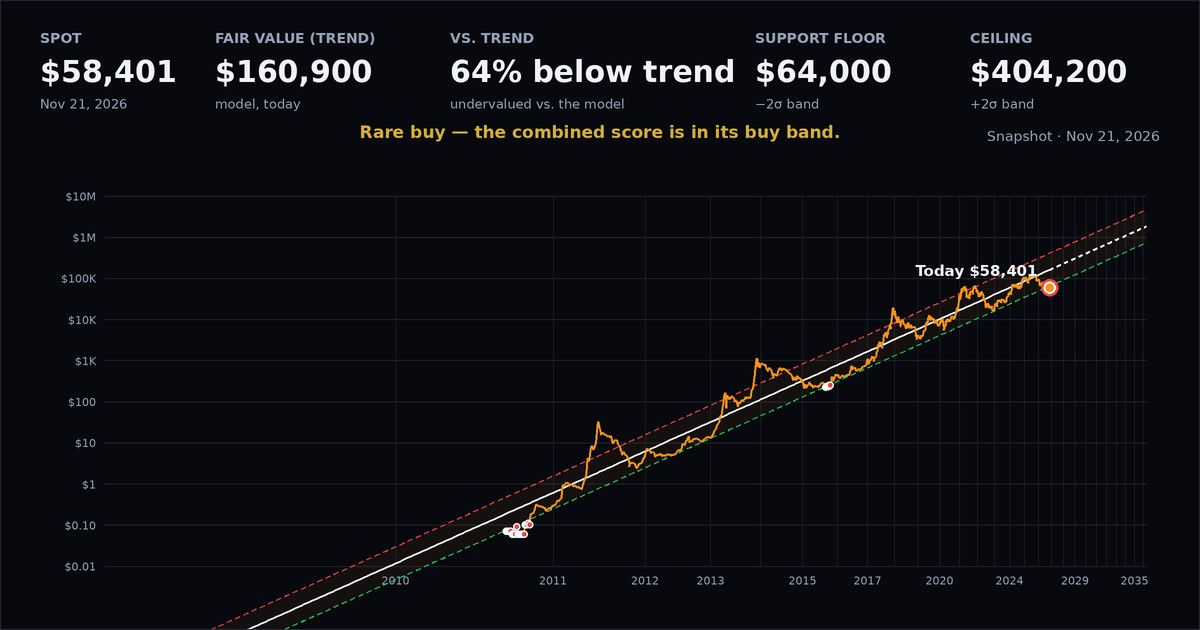 SPOT
$58,401
Nov 21, 2026
FAIR VALUE (TREND)
$160,900
model, today
VS. TREND
64% below trend
undervalued vs. the model
SUPPORT FLOOR
$64,000
−2σ band
CEILING
$404,200
+2σ band
Rare buy — the combined score is in its buy band.
Snapshot · Nov 21, 2026
$10M
$1M
$100K
$10K
$1K
$100
$10
$1
$0.10
$0.01
Today $58,401
2010
2011
2012
2013
2015
2017
2020
2024
2029
2035